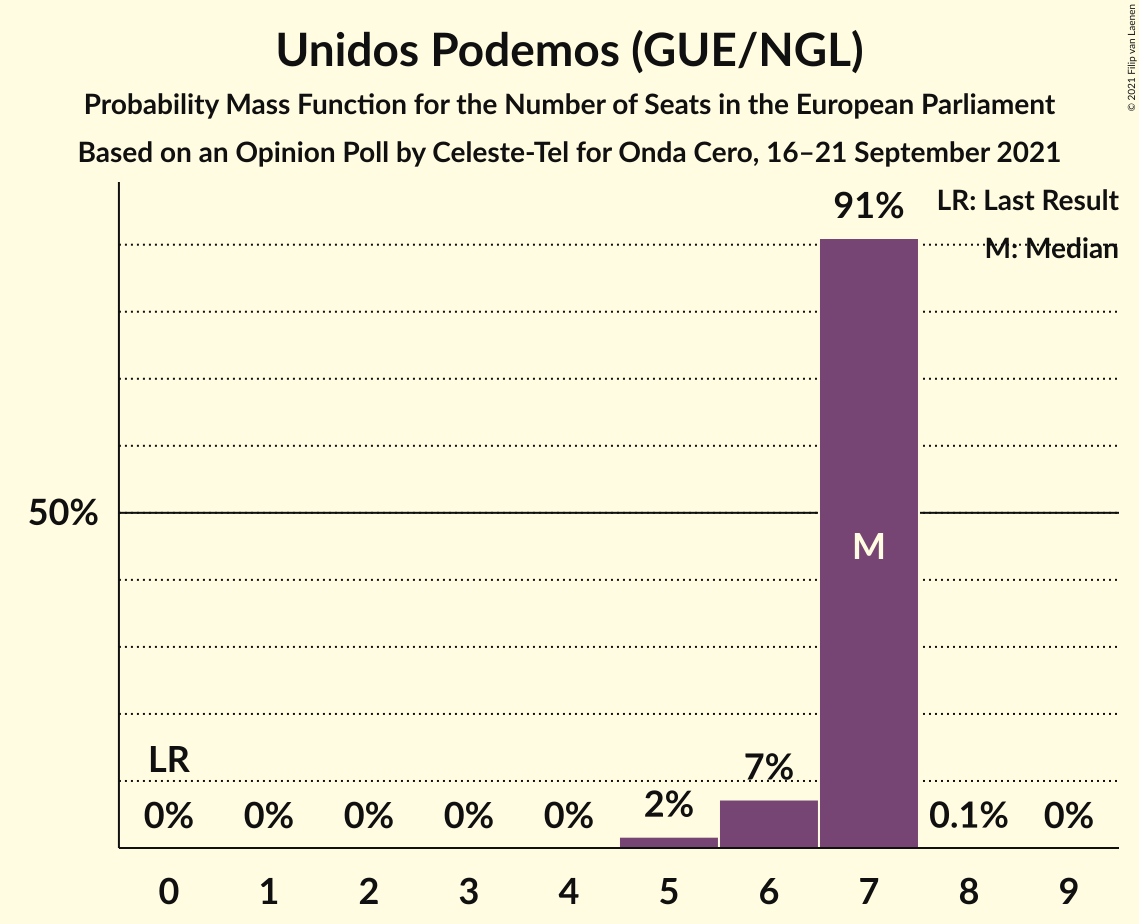 Unidos Podemos (GUE/NGL)
Probability Mass Function for the Number of Seats in the European Parliament
Based on an Opinion Poll by Celeste-Tel for Onda Cero, 16–21 September 2021
© 2021 Filip van Laenen
LR: Last Result
M: Median
91%
50%
M
LR
7%
2%
0% 0% 0% 0% 0% 0.1% 0%
0 1 2 3 4 5 6 7 8 9